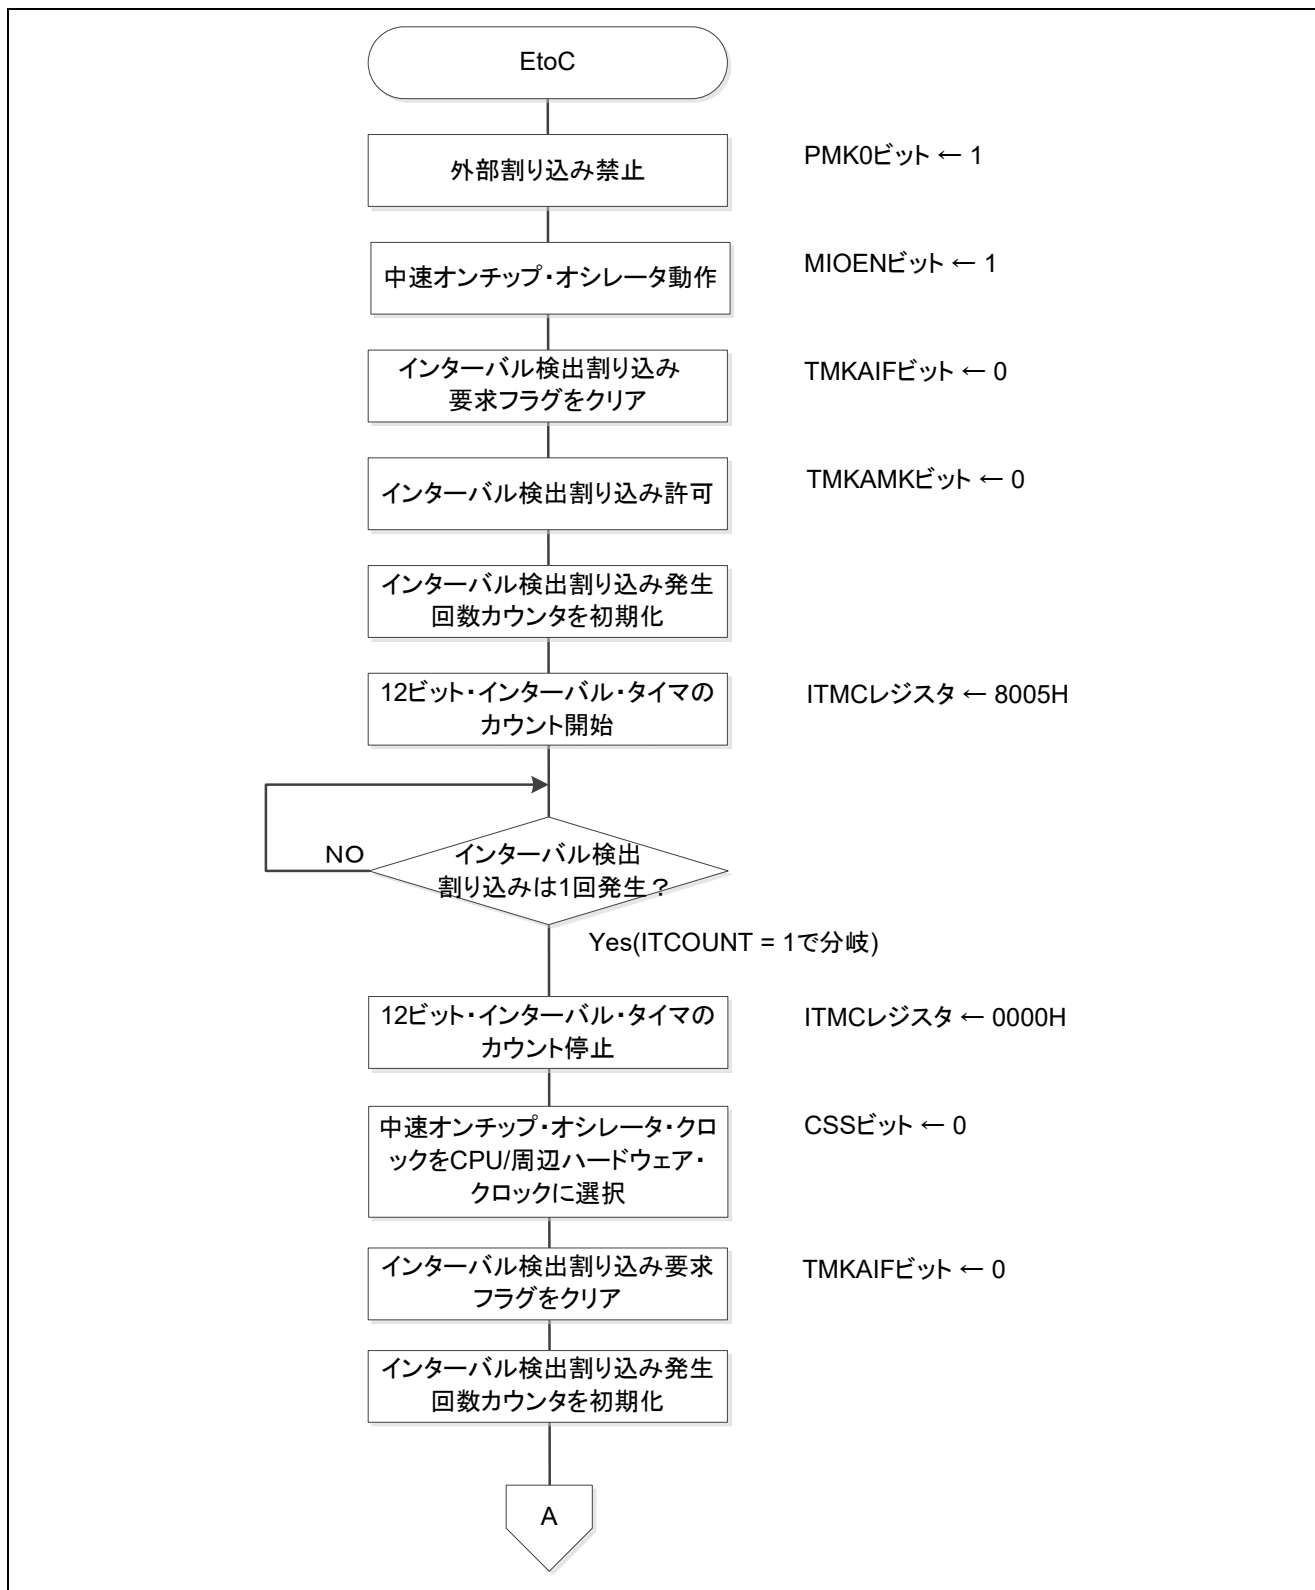 EtoC
外部割り込み禁止
PMK0ビット ← 1
中速オンチップ・オシレータ動作
MIOENビット ← 1
インターバル検出割り込み
要求フラグをクリア
TMKAIFビット ← 0
インターバル検出割り込み許可
TMKAMKビット ← 0
インターバル検出割り込み発生
回数カウンタを初期化
12ビット・インターバル・タイマの
カウント開始
ITMCレジスタ ← 8005H
NO
インターバル検出
割り込みは1回発生？
Yes(ITCOUNT = 1で分岐)
12ビット・インターバル・タイマの
カウント停止
ITMCレジスタ ← 0000H
中速オンチップ・オシレータ・クロ
ックをCPU/周辺ハードウェア・
クロックに選択
CSSビット ← 0
インターバル検出割り込み要求
フラグをクリア
TMKAIFビット ← 0
インターバル検出割り込み発生
回数カウンタを初期化
A